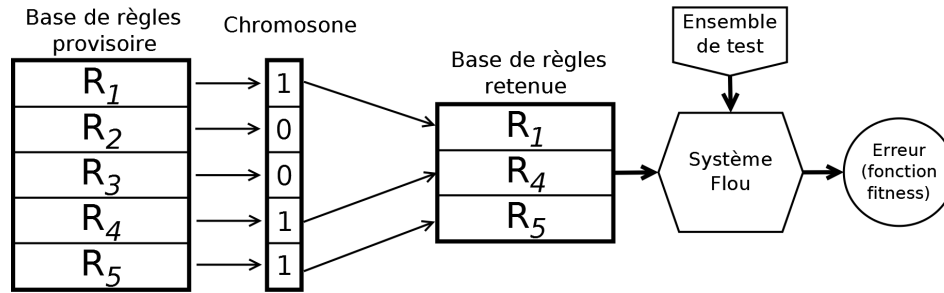 Base de règles
provisoire
R1
R2
R3
R4
R5
Chromosone
1
0
0
1
1
Base de règles
retenue
R1
R4
R5
Ensemble
de test
Système
Flou
Erreur
(fonction
fitness)